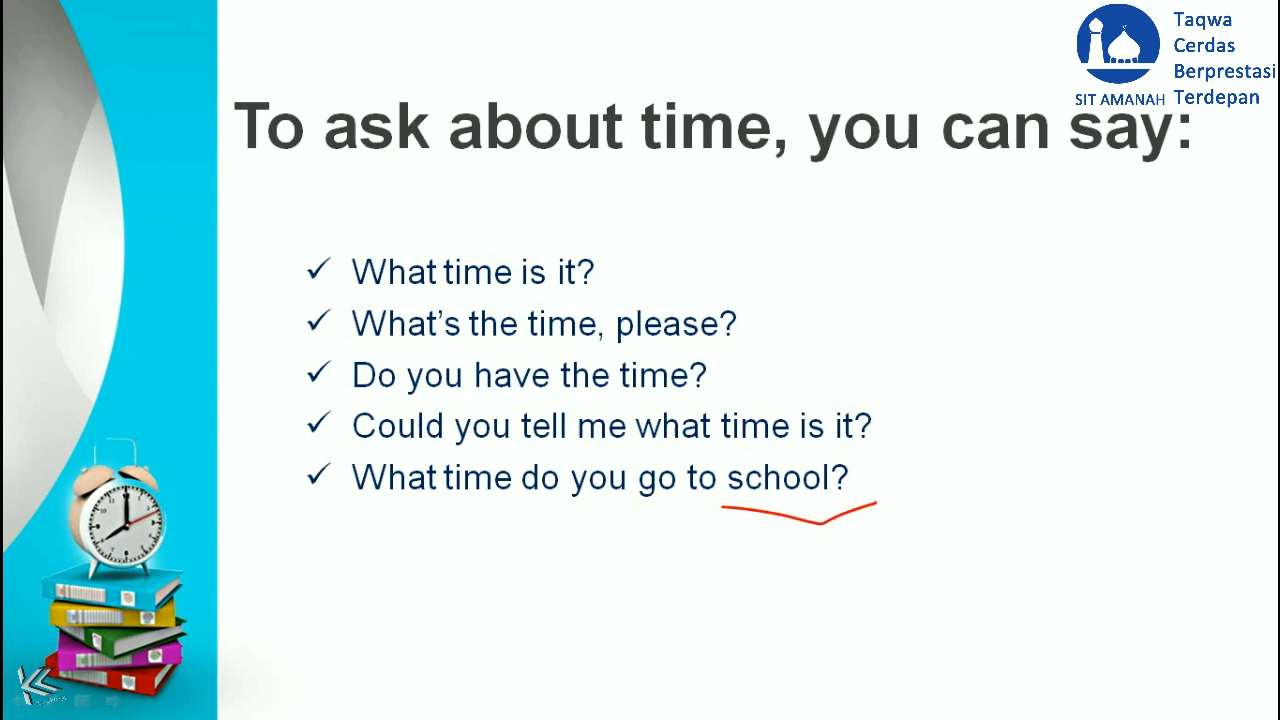 Taqwa
Cerdas
Berprestasi
SIT AMANAH Terdepan
To ask about time, you can say:
✓ What time is it?
✓ What's the time, please?
✓ Do you have the time?
✓ Could you tell me what time is it?
✓ What time do you go to school?